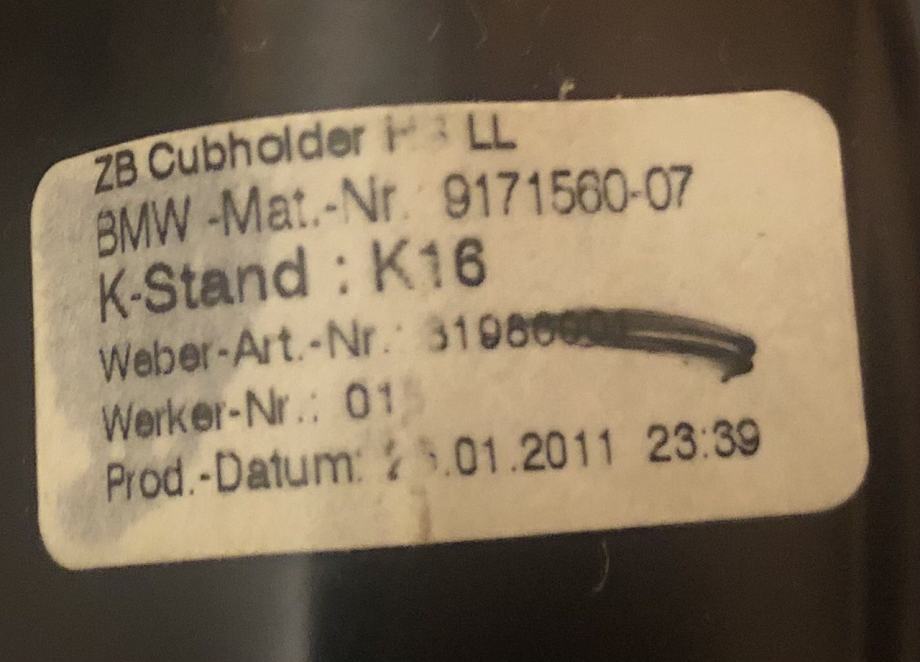 ZB Cubholder LL
BMW -Mat.-Nr. 9171560-07
K-Stand : K16
Weber-Art.-Nr.:
Werker-Nr.:
Prod.-Datum: .01.2011 23:39